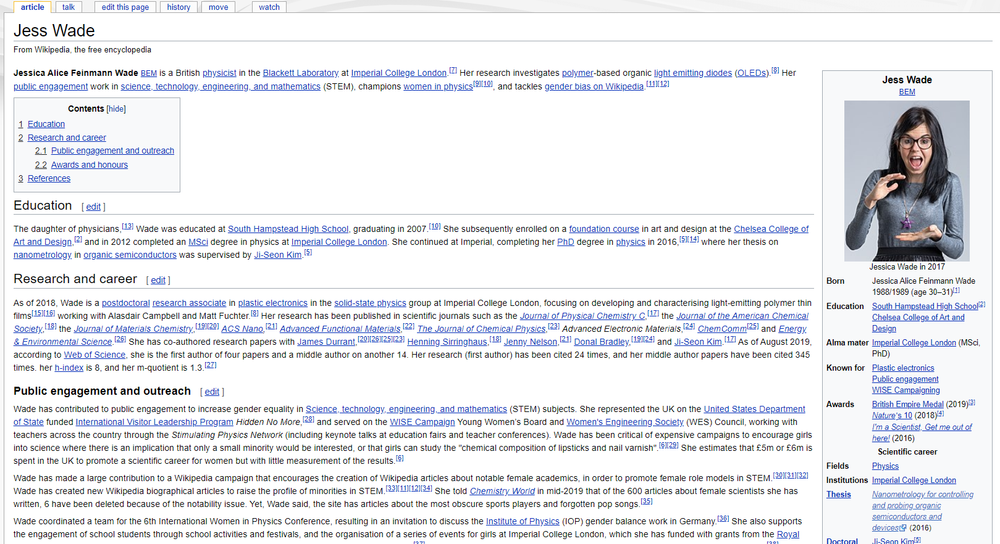 article talk edit this page history move watch
Jess Wade
From Wikipedia, the free encyclopedia
Jessica Alice Feinmann Wade BEM is a British physicist in the Blackett Laboratory at Imperial College London.[7] Her research investigates polymer-based organic light emitting diodes (OLEDs).[8] Her
public engagement work in science, technology, engineering, and mathematics (STEM), champions women in physics[9][10], and tackles gender bias on Wikipedia.[11][12]
Contents [hide]
1 Education
2 Research and career
2.1 Public engagement and outreach
2.2 Awards and honours
3 References
Education [ edit ]
The daughter of physicians,[13] Wade was educated at South Hampstead High School, graduating in 2007.[10] She subsequently enrolled on a foundation course in art and design at the Chelsea College of
Art and Design,[2] and in 2012 completed an MSci degree in physics at Imperial College London. She continued at Imperial, completing her PhD degree in physics in 2016,[5][14] where her thesis on
nanometrology in organic semiconductors was supervised by Ji-Seon Kim.[5]
Research and career [ edit ]
As of 2018, Wade is a postdoctoral research associate in plastic electronics in the solid-state physics group at Imperial College London, focusing on developing and characterising light-emitting polymer thin
films[15][16] working with Alasdair Campbell and Matt Fuchter.[8] Her research has been published in scientific journals such as the Journal of Physical Chemistry C,[17] the Journal of the American Chemical
Society,[18] the Journal of Materials Chemistry,[19][20] ACS Nano,[21] Advanced Functional Materials,[22] The Journal of Chemical Physics,[23] Advanced Electronic Materials,[24] ChemComm[25] and Energy
& Environmental Science.[26] She has co-authored research papers with James Durrant,[20][26][25][23] Henning Sirringhaus,[18] Jenny Nelson,[21] Donal Bradley,[19][24] and Ji-Seon Kim.[17] As of August 2019,
according to Web of Science, she is the first author of four papers and a middle author on another 14. Her research (first author) has been cited 24 times, and her middle author papers have been cited 345
times. her h-index is 8, and her m-quotient is 1.3.[27]
Public engagement and outreach [ edit ]
Wade has contributed to public engagement to increase gender equality in Science, technology, engineering, and mathematics (STEM) subjects. She represented the UK on the United States Department
of State funded International Visitor Leadership Program Hidden No More,[28] and served on the WISE Campaign Young Women's Board and Women's Engineering Society (WES) Council, working with
teachers across the country through the Stimulating Physics Network (including keynote talks at education fairs and teacher conferences). Wade has been critical of expensive campaigns to encourage girls
into science where there is an implication that only a small minority would be interested, or that girls can study the "chemical composition of lipsticks and nail varnish".[6][29] She estimates that £5m or £6m is
spent in the UK to promote a scientific career for women but with little measurement of the results.[6]
Wade has made a large contribution to a Wikipedia campaign that encourages the creation of Wikipedia articles about notable female academics, in order to promote female role models in STEM.[30][31][32]
Wade has created new Wikipedia biographical articles to raise the profile of minorities in STEM.[33][11][12][34] She told Chemistry World in mid-2019 that of the 600 articles about female scientists she has
written, 6 have been deleted because of the notability issue. Yet, Wade said, the site has articles about the most obscure sports players and forgotten pop songs.[35]
Wade coordinated a team for the 6th International Women in Physics Conference, resulting in an invitation to discuss the Institute of Physics (IOP) gender balance work in Germany.[36] She also supports
the engagement of school students through school activities and festivals, and the organisation of a series of events for girls at Imperial College London, which she has funded with grants from the Royal
[37] [38]
Jess Wade
BEM
Jessica Wade in 2017
Born Jessica Alice Feinmann Wade
1988/1989 (age 30–31)[1]
Education South Hampstead High School[2]
Chelsea College of Art and
Design
Alma mater Imperial College London (MSci,
PhD)
Known for Plastic electronics
Public engagement
WISE Campaigning
Awards British Empire Medal (2019)[3]
Nature's 10 (2018)[4]
I'm a Scientist, Get me out of
here! (2016)
Scientific career
Fields Physics
Institutions Imperial College London
Thesis Nanometrology for controlling
and probing organic
semiconductors and
devices (2016)
Doctoral Ji-Seon Kim[5]